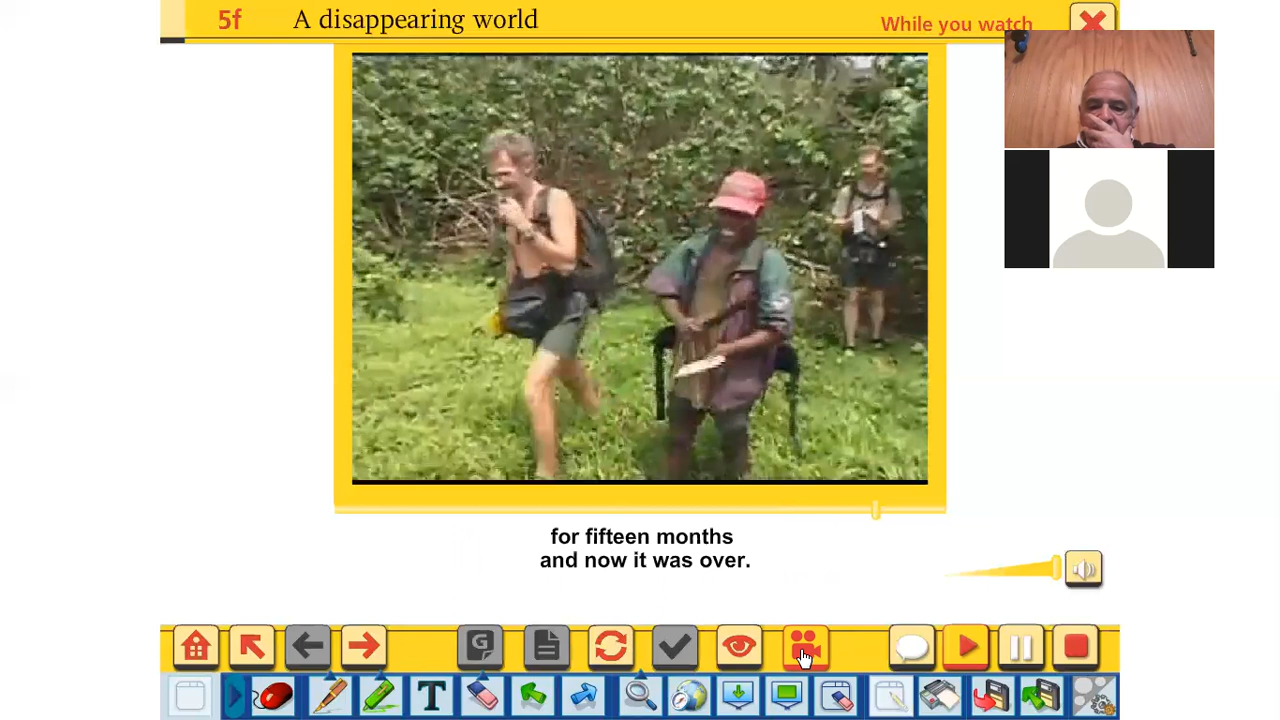 5f A disappearing world While you watch
for fifteen months
and now it was over.
G
T